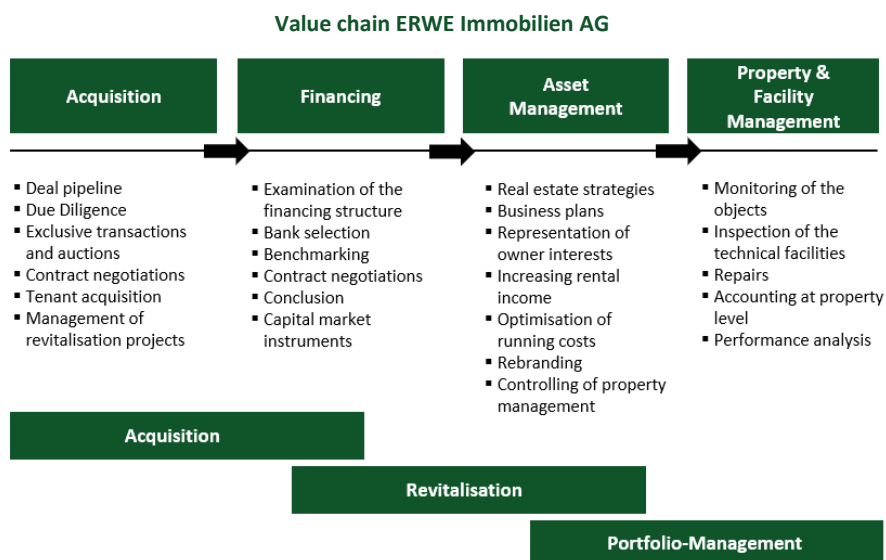 Value chain ERWE Immobilien AG
Acquisition
Financing
Asset
Management
Property &
Facility
Management
▪ Deal pipeline
▪ Due Diligence
▪ Exclusive transactions
and auctions
▪ Contract negotiations
▪ Tenant acquisition
▪ Management of
revitalisation projects
▪ Examination of the
financing structure
▪ Bank selection
▪ Benchmarking
▪ Contract negotiations
▪ Conclusion
▪ Capital market
instruments
▪ Real estate strategies
▪ Business plans
▪ Representation of
owner interests
▪ Increasing rental
income
▪ Optimisation of
running costs
▪ Rebranding
▪ Controlling of property
management
▪ Monitoring of the
objects
▪ Inspection of the
technical facilities
▪ Repairs
▪ Accounting at property
level
▪ Performance analysis
Acquisition
Revitalisation
Portfolio-Management